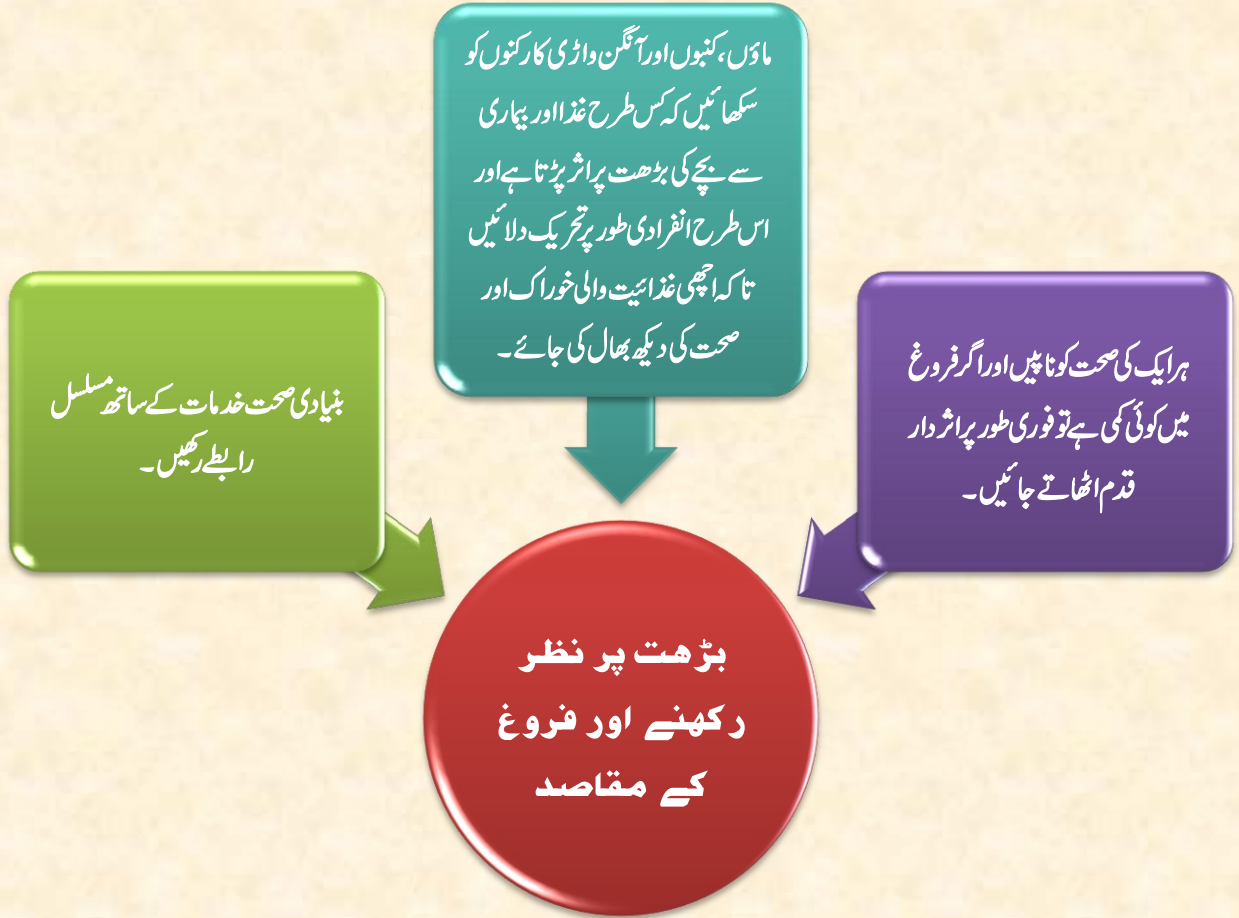 ماؤں، کنبوں اور آنگن واڑی کارکنوں کو
سکھائیں کہ کس طرح غذا اور بیماری
سے بچے کی بڑھت پر اثر پڑتا ہے اور
اس طرح انفرادی طور پر تحریک دلائیں
تاکہ اچھی غذائیت والی خوراک اور
صحت کی دیکھ بھال کی جائے۔
ہر ایک کی صحت کو ناپیں اور اگر فروغ
میں کوئی کمی ہے تو فوری طور پر اثر دار
قدم اٹھاتے جائیں۔
بنیادی صحت خدمات کے ساتھ مسلسل
رابطے رکھیں۔
بڑھت پر نظر
رکھنے اور فروغ
کے مقاصد